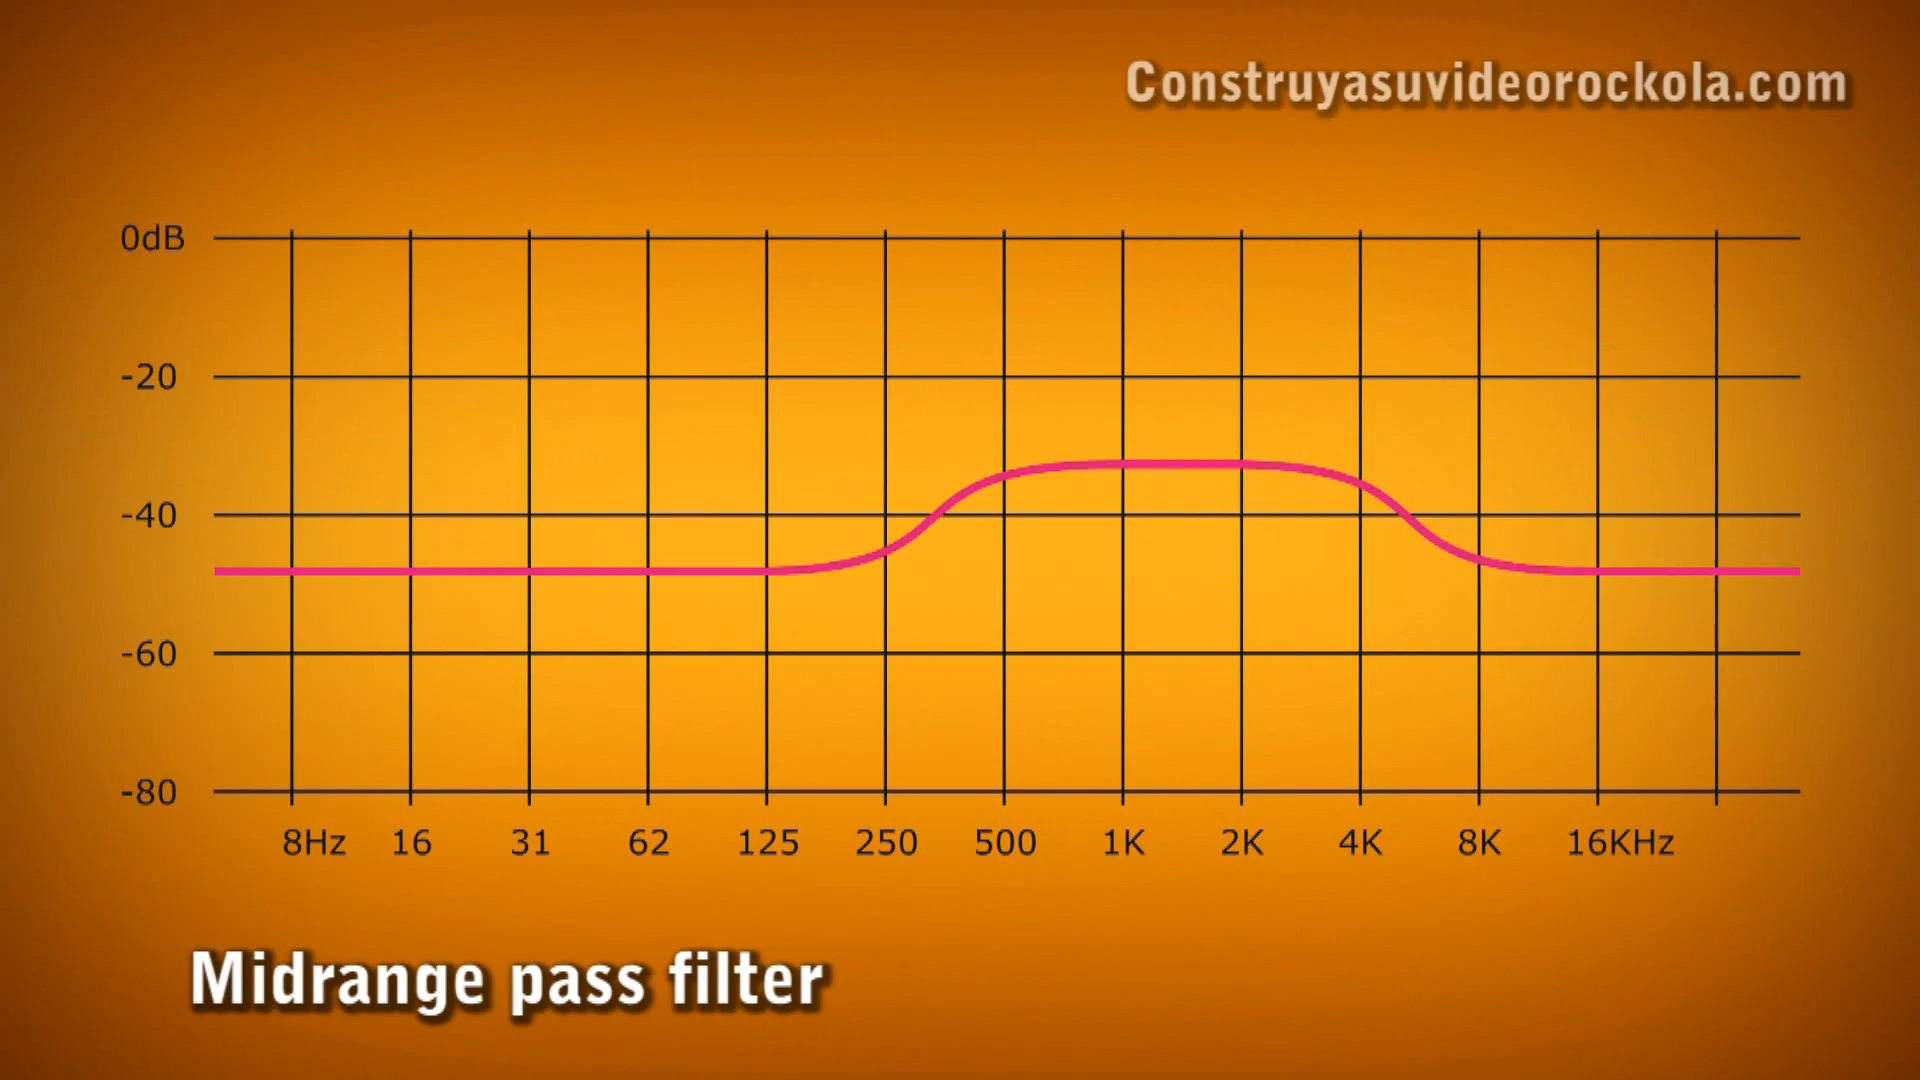 Construyasuvideorockola.com
0dB
-20
-40
-60
-80
8Hz 16 31 62 125 250 500 1K 2K 4K 8K 16KHz
Midrange pass filter